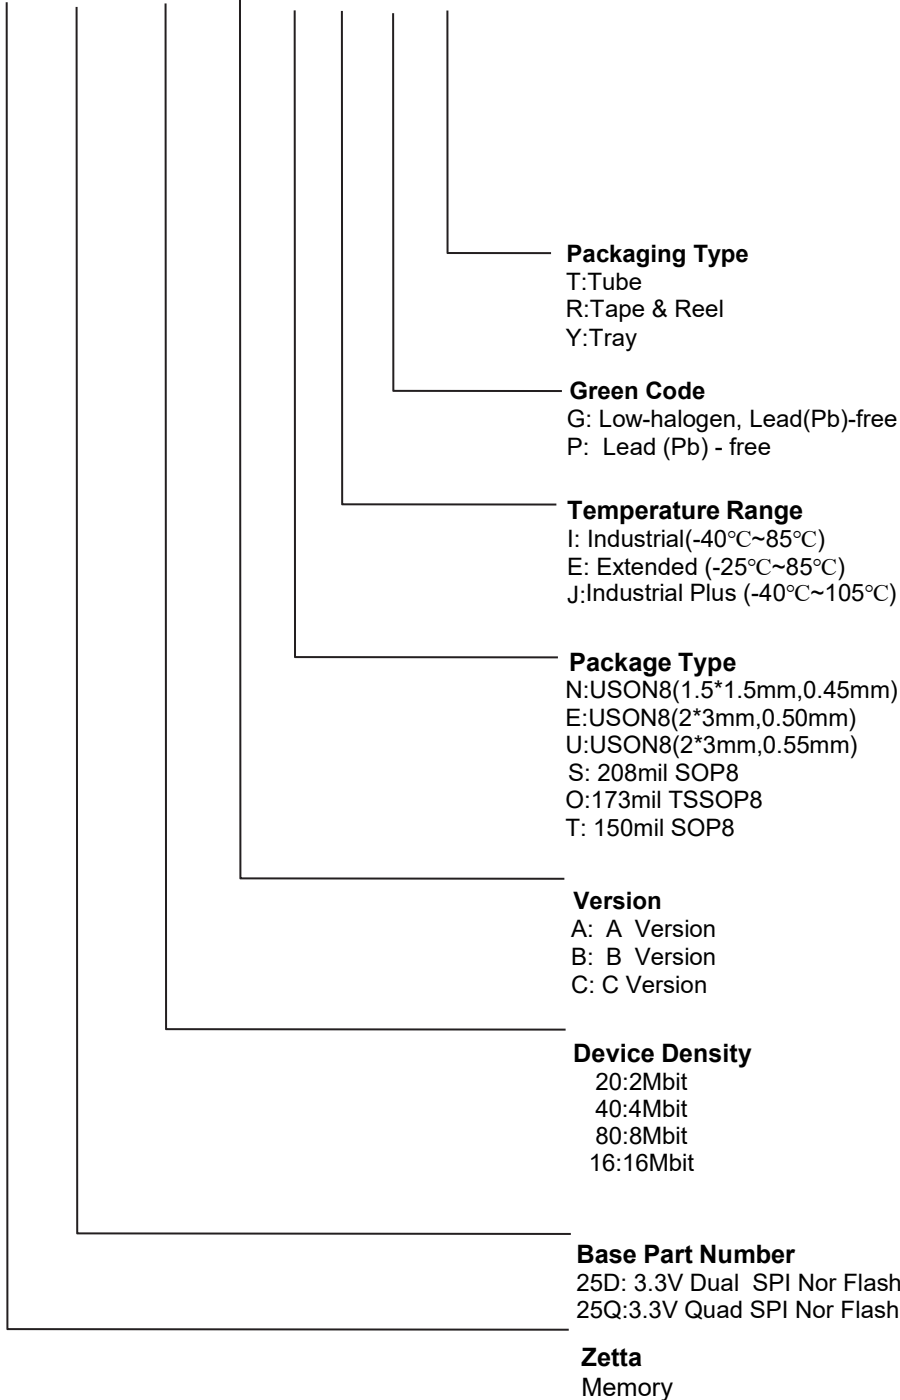 Packaging Type
T:Tube
R:Tape & Reel
Y:Tray
Green Code
G: Low-halogen, Lead(Pb)-free
P: Lead (Pb) - free
Temperature Range
I: Industrial(-40℃~85℃)
E: Extended (-25℃~85℃)
J:Industrial Plus (-40℃~105℃)
Package Type
N:USON8(1.5*1.5mm,0.45mm)
E:USON8(2*3mm,0.50mm)
U:USON8(2*3mm,0.55mm)
S: 208mil SOP8
O:173mil TSSOP8
T: 150mil SOP8
Version
A: A Version
B: B Version
C: C Version
Device Density
20:2Mbit
40:4Mbit
80:8Mbit
16:16Mbit
Base Part Number
25D: 3.3V Dual SPI Nor Flash
25Q:3.3V Quad SPI Nor Flash
Zetta
Memory